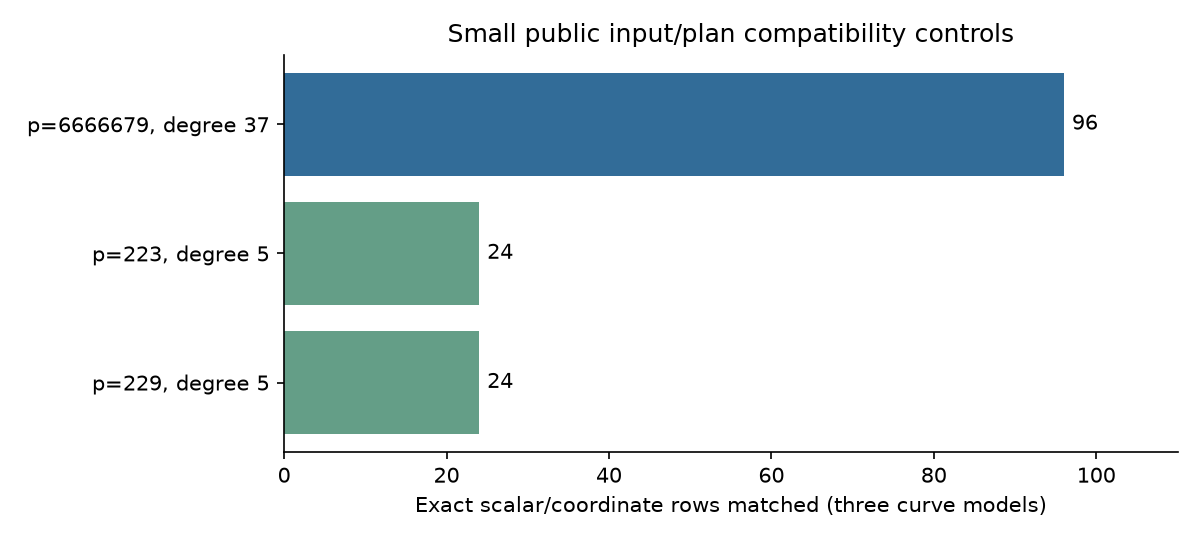 Small public input/plan compatibility controls
p=6666679, degree 37
96
p=223, degree 5
24
p=229, degree 5
24
0 20 40 60 80 100
Exact scalar/coordinate rows matched (three curve models)